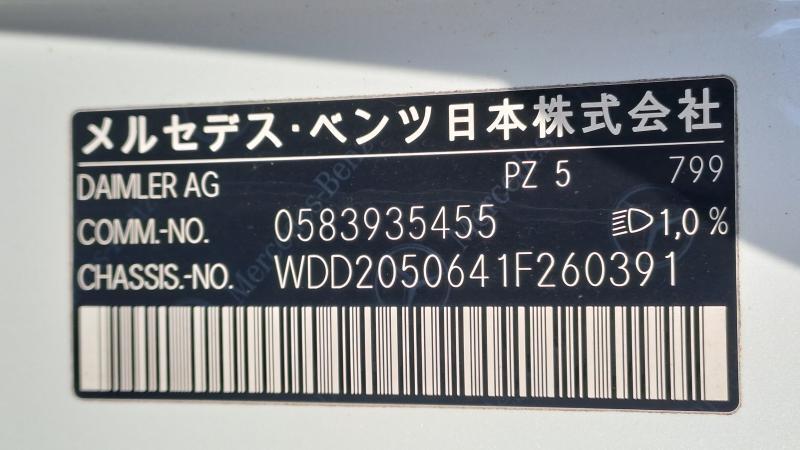 メルセデス・ベンツ日本株式会社
DAIMLER AG PZ 5 799
COMM.-NO. 0583935455 1,0 %
CHASSIS.-NO. WDD2050641F260391